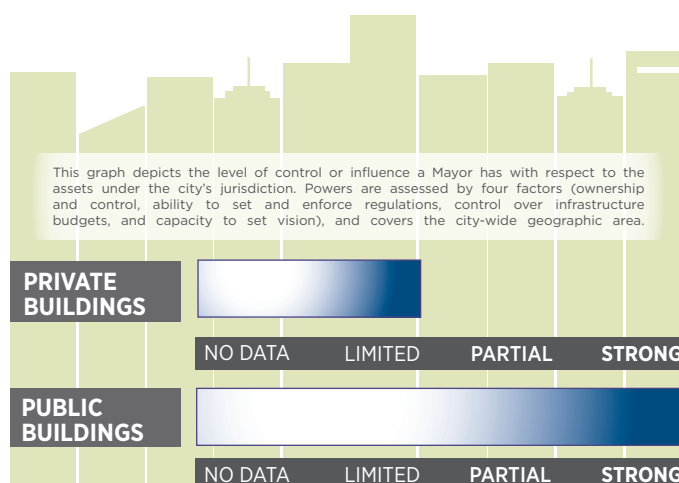 This graph depicts the level of control or influence a Mayor has with respect to the
assets under the city's jurisdiction. Powers are assessed by four factors (ownership
and control, ability to set and enforce regulations, control over infrastructure
budgets, and capacity to set vision), and covers the city-wide geographic area.
PRIVATE
BUILDINGS
NO DATA LIMITED PARTIAL STRONG
PUBLIC
BUILDINGS
NO DATA LIMITED PARTIAL STRONG